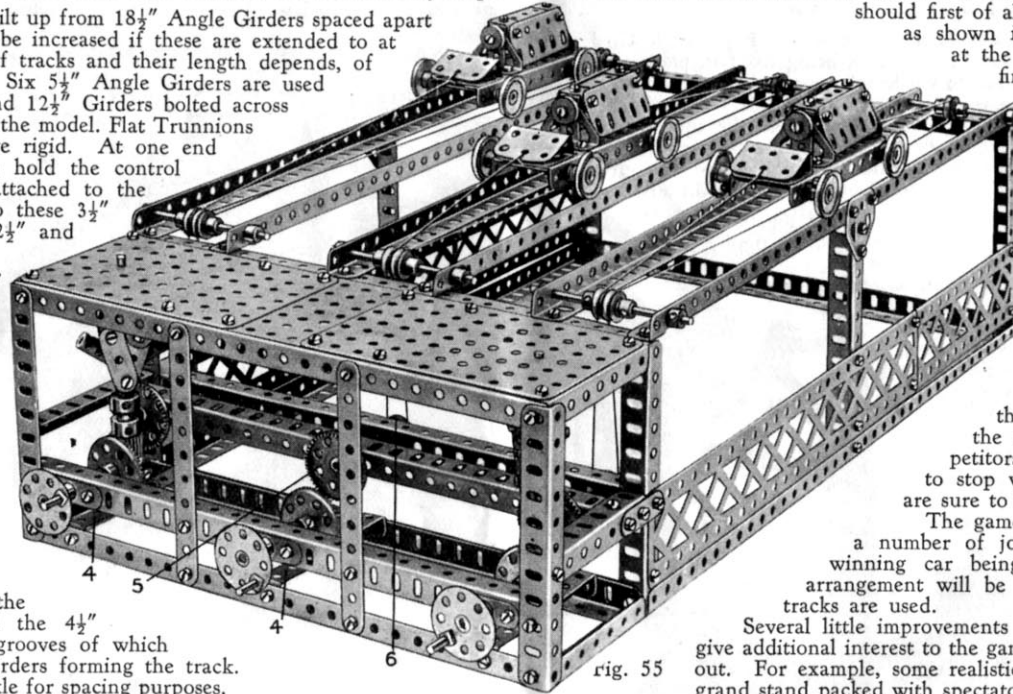 ilt up from 18½" Angle Girders spaced apart
be increased if these are extended to at
f tracks and their length depends, of
Six 5½" Angle Girders are used
nd 12½" Girders bolted across
the model. Flat Trunnions
e rigid. At one end
hold the control
ttached to the
o these 3½"
2½" and
should first of a
as shown i
at the
fi
th
the
petitor
to stop
are sure to
The game
a number of jo
winning car being
arrangement will be
tracks are used.
Several little improvements
give additional interest to the gam
out. For example, some realistic
grand stand packed with spectato
the
the 4½"
grooves of which
rders forming the track.
tle for spacing purposes.
4
5
4
6
Fig. 55